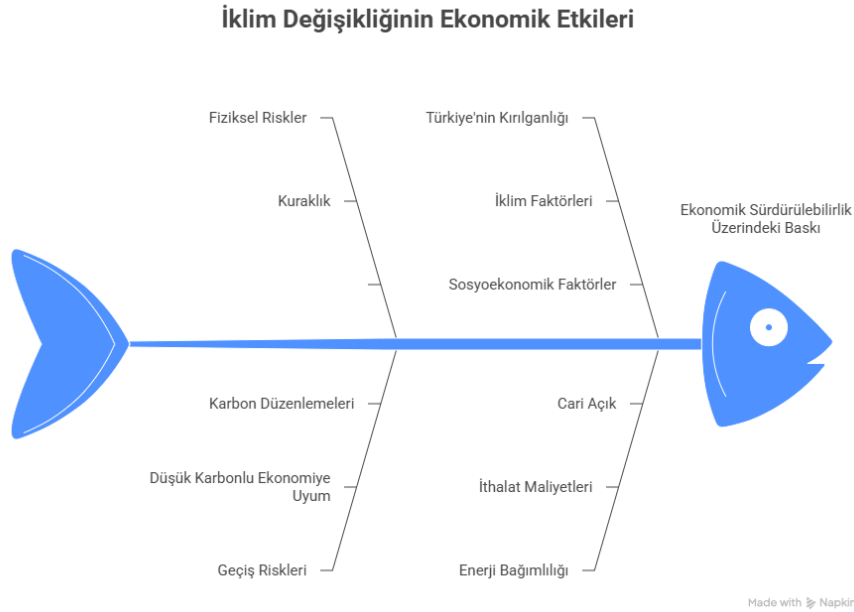 İklim Değişikliğinin Ekonomik Etkileri
Fiziksel Riskler
Kuraklık
Türkiye'nin Kırılganlığı
İklim Faktörleri
Sosyoekonomik Faktörler
Ekonomik Sürdürülebilirlik
Üzerindeki Baskı
Karbon Düzenlemeleri
Düşük Karbonlu Ekonomiye
Uyum
Geçiş Riskleri
Cari Açık
İthalat Maliyetleri
Enerji Bağımlılığı
Made with Napkin